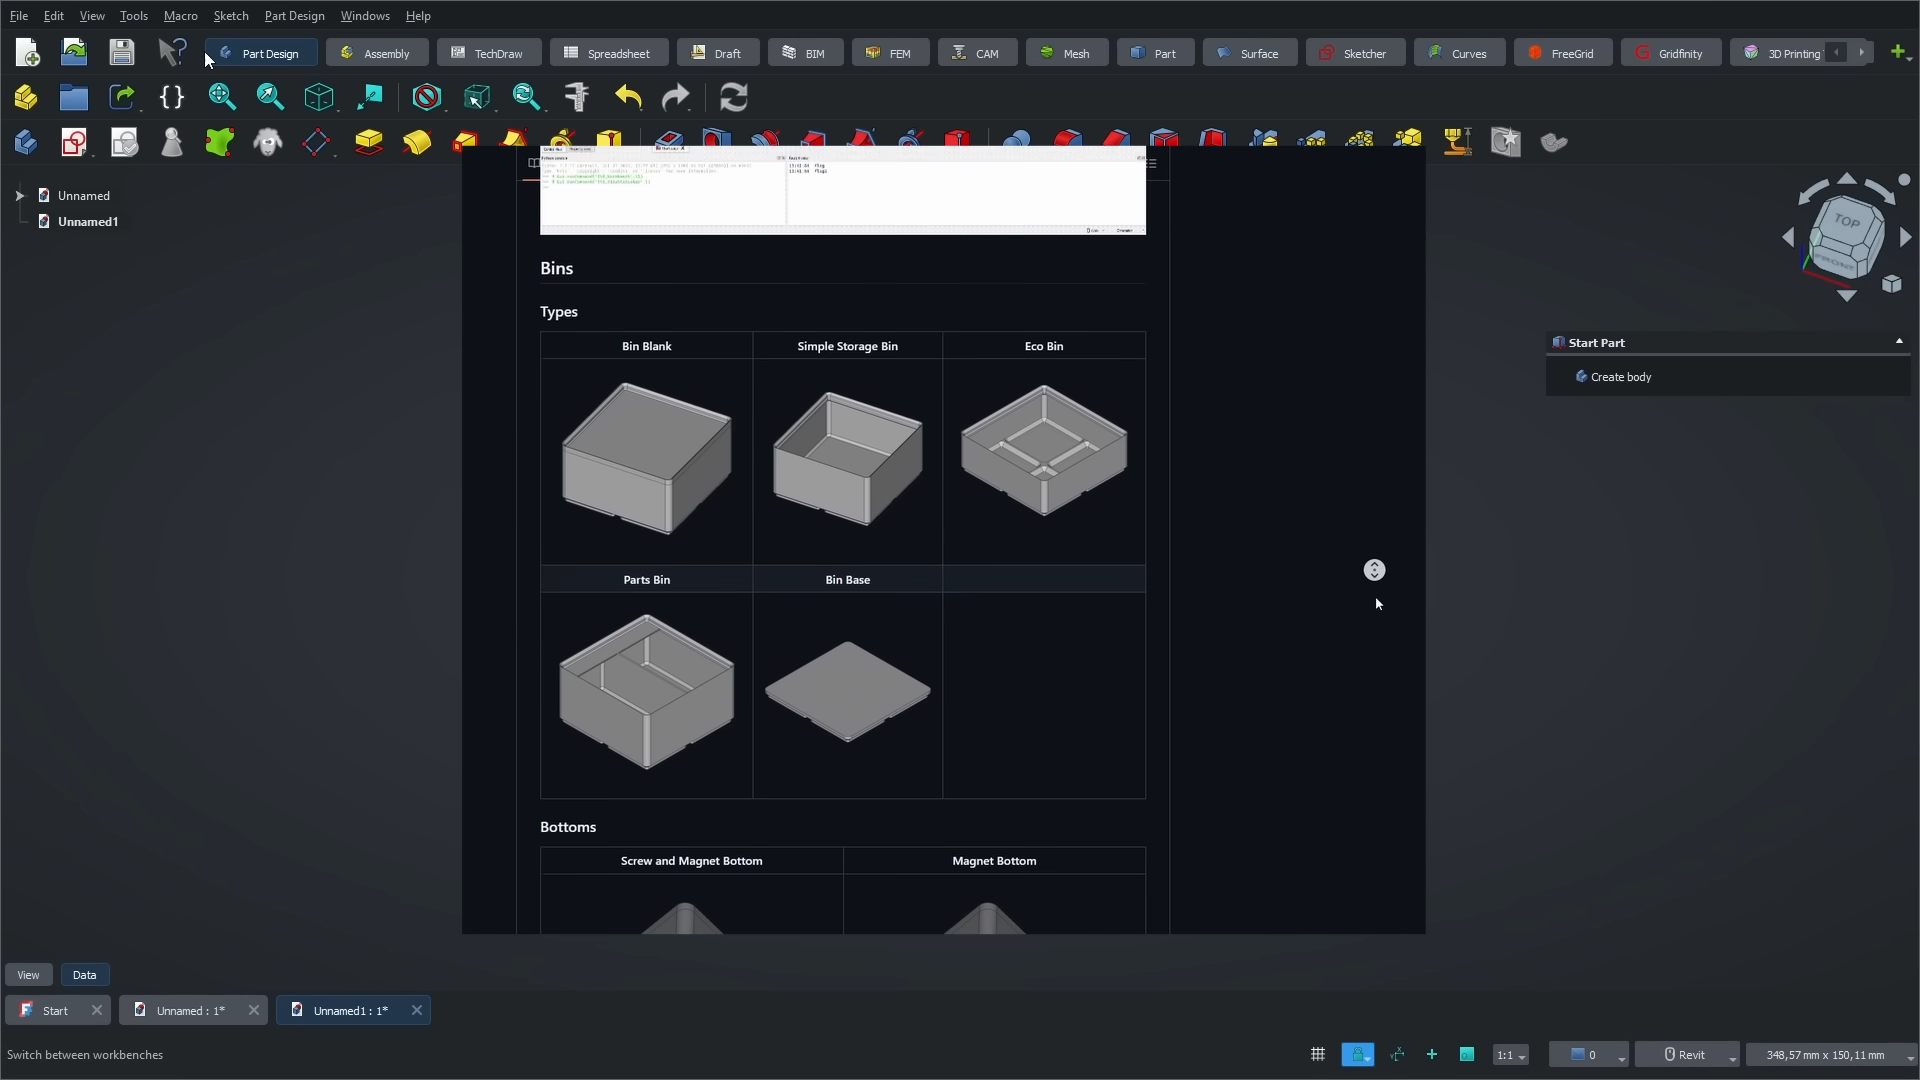 File Edit View Tools Macro Sketch Part Design Windows Help
Part Design Assembly TechDraw Spreadsheet Draft BIM FEM CAM Mesh Part Surface Sketcher Curves FreeGrid Gridfinity 3D Printing
Unnamed
Unnamed1
TOP
FRONT
Start Part
Create body
Bins
Types
Bin Blank Simple Storage Bin Eco Bin
Parts Bin Bin Base
Bottoms
Screw and Magnet Bottom Magnet Bottom
View Data
Start Unnamed : 1* Unnamed1 : 1*
Switch between workbenches
1:1 0 Revit 348,57 mm x 150,11 mm